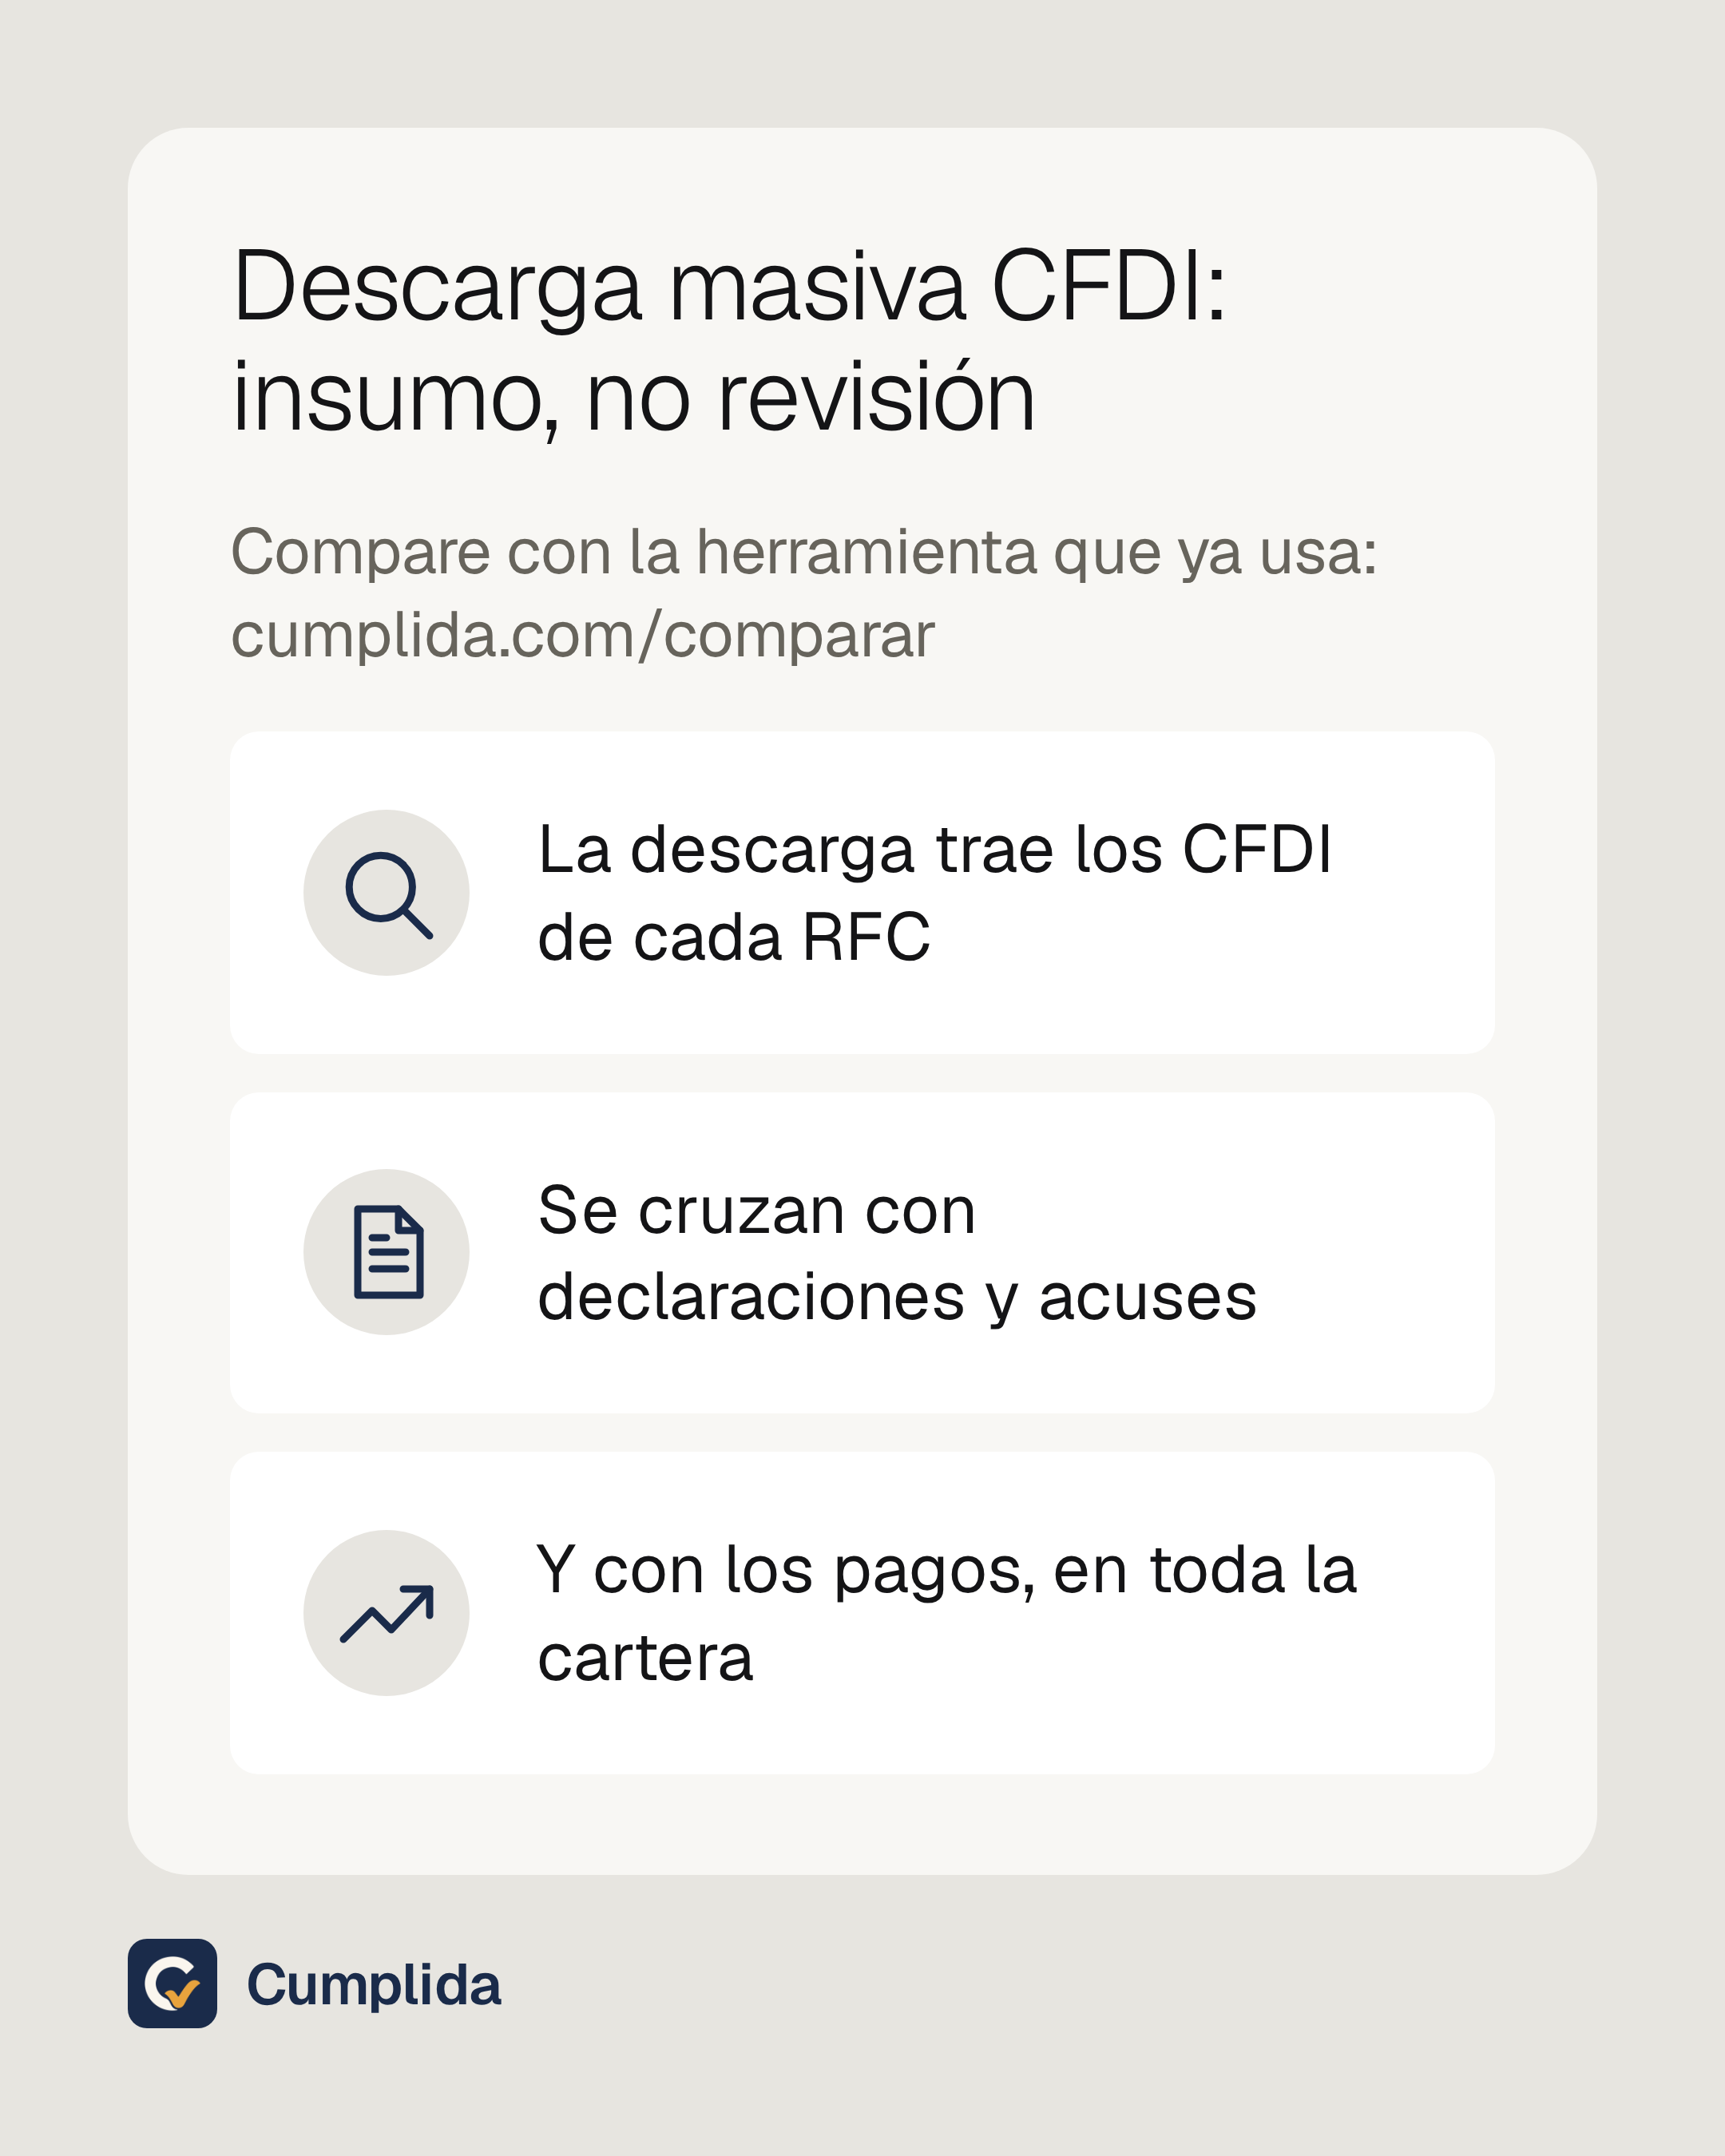 Descarga masiva CFDI:
insumo, no revisión
Compare con la herramienta que ya usa:
cumplida.com/comparar
La descarga trae los CFDI
de cada RFC
Se cruzan con
declaraciones y acuses
Y con los pagos, en toda la
cartera
Cumplida